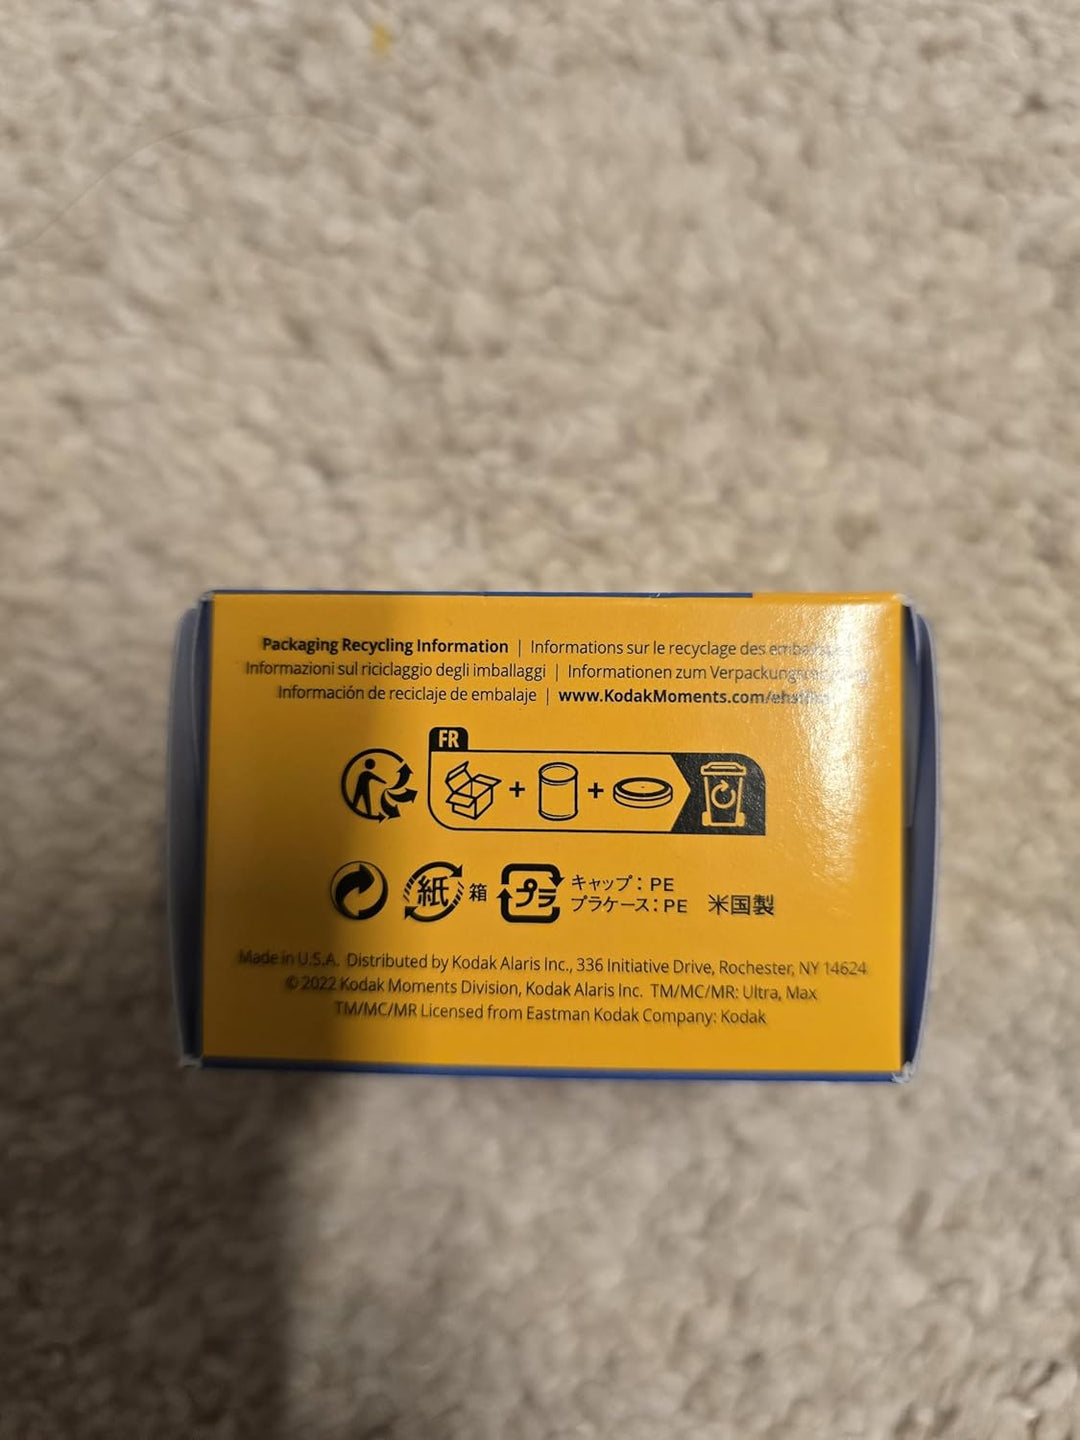 Packaging Recycling Information | Informations sur le recyclage des emballages
Informazioni sul riciclaggio degli imballaggi | Informationen zum Verpackungsrecycling
Información de reciclaje de embalaje | www.KodakMoments.com/
FR
紙 箱 プラ キャップ: PE
プラケース: PE 米国製
Made in U.S.A. Distributed by Kodak Alaris Inc., 336 Initiative Drive, Rochester, NY 14624
© 2022 Kodak Moments Division, Kodak Alaris Inc. TM/MC/MR: Ultra, Max
TM/MC/MR Licensed from Eastman Kodak Company: Kodak